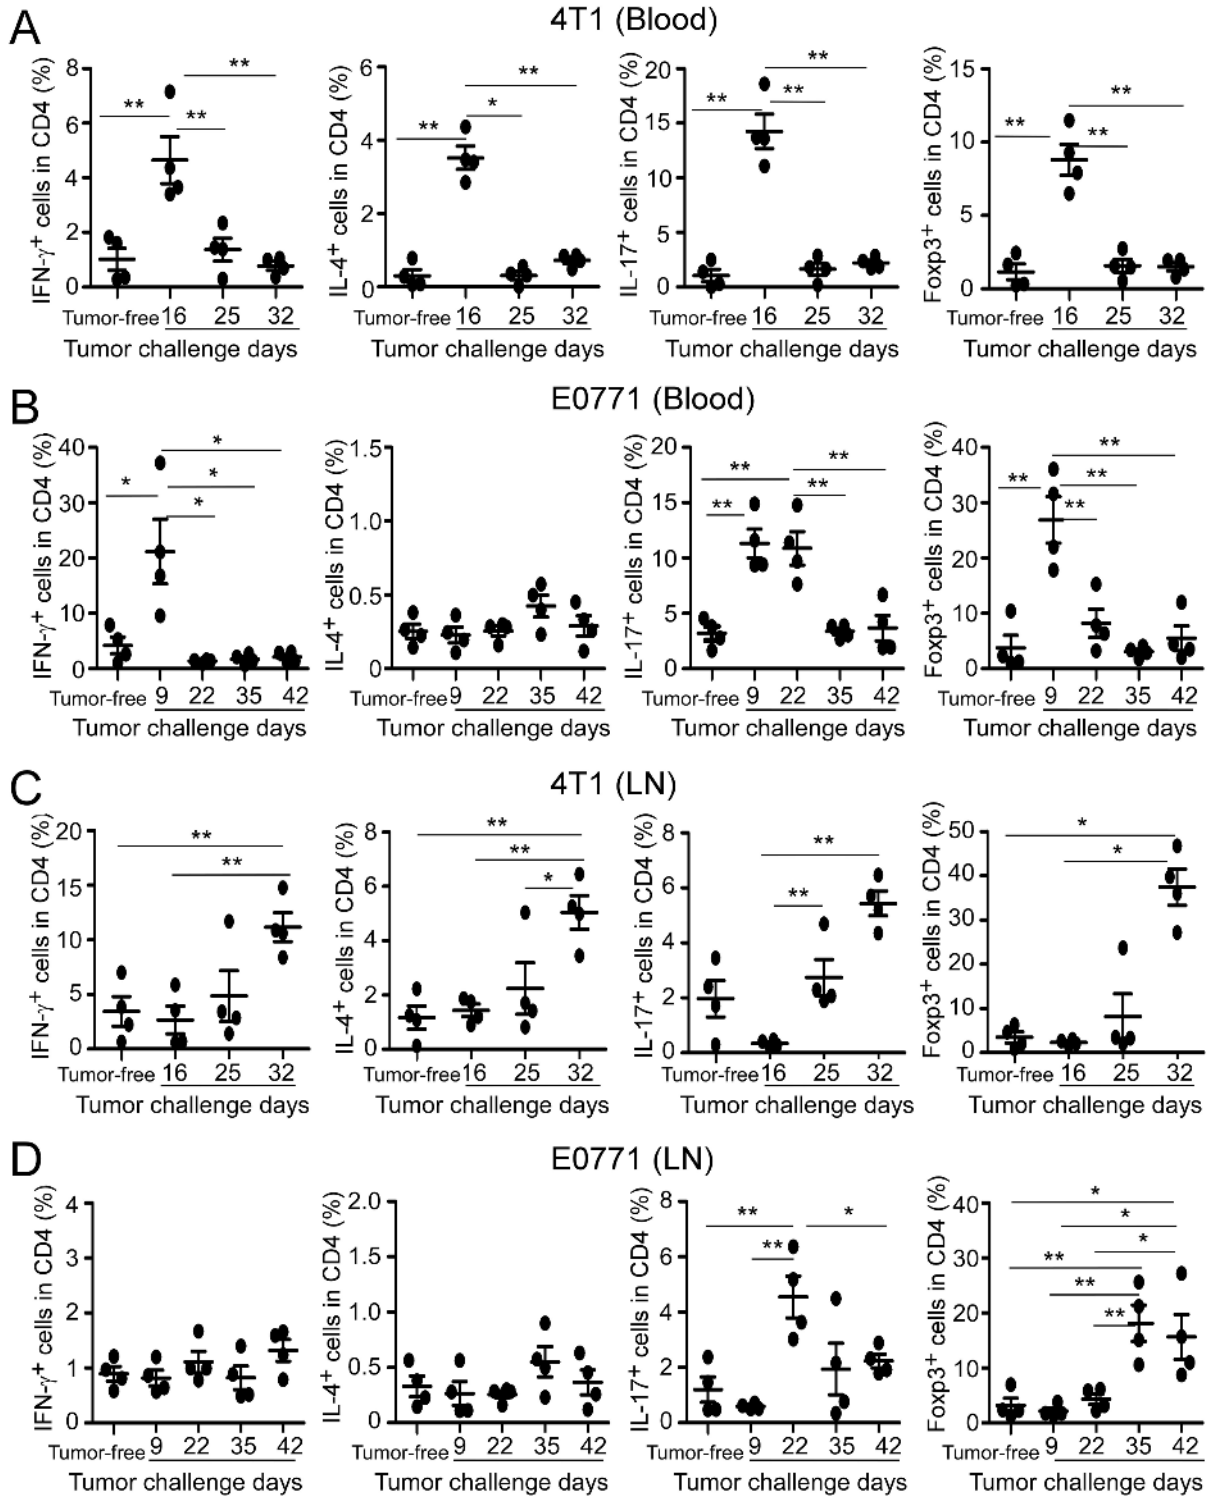 A
4T1 (Blood)
IFN-γ+ cells in CD4 (%)
8
6
4
2
0
**
**
**
Tumor-free 16 25 32
Tumor challenge days
IL-4+ cells in CD4 (%)
6
4
2
0
**
*
**
Tumor-free 16 25 32
Tumor challenge days
IL-17+ cells in CD4 (%)
20
15
10
5
0
**
**
**
Tumor-free 16 25 32
Tumor challenge days
Foxp3+ cells in CD4 (%)
15
10
5
0
**
**
**
Tumor-free 16 25 32
Tumor challenge days
B
E0771 (Blood)
IFN-γ+ cells in CD4 (%)
40
30
20
10
0
*
*
*
*
Tumor-free 9 22 35 42
Tumor challenge days
IL-4+ cells in CD4 (%)
1.5
1.0
0.5
0
Tumor-free 9 22 35 42
Tumor challenge days
IL-17+ cells in CD4 (%)
20
15
10
5
0
**
**
**
**
Tumor-free 9 22 35 42
Tumor challenge days
Foxp3+ cells in CD4 (%)
40
30
20
10
0
**
**
**
**
Tumor-free 9 22 35 42
Tumor challenge days
C
4T1 (LN)
IFN-γ+ cells in CD4 (%)
20
15
10
5
0
**
**
Tumor-free 16 25 32
Tumor challenge days
IL-4+ cells in CD4 (%)
8
6
4
2
0
**
**
*
Tumor-free 16 25 32
Tumor challenge days
IL-17+ cells in CD4 (%)
8
6
4
2
0
**
**
Tumor-free 16 25 32
Tumor challenge days
Foxp3+ cells in CD4 (%)
50
40
30
20
10
0
*
*
Tumor-free 16 25 32
Tumor challenge days
D
E0771 (LN)
IFN-γ+ cells in CD4 (%)
4
3
2
1
0
Tumor-free 9 22 35 42
Tumor challenge days
IL-4+ cells in CD4 (%)
2.0
1.5
1.0
0.5
0
Tumor-free 9 22 35 42
Tumor challenge days
IL-17+ cells in CD4 (%)
8
6
4
2
0
**
*
**
Tumor-free 9 22 35 42
Tumor challenge days
Foxp3+ cells in CD4 (%)
40
30
20
10
0
*
*
*
**
**
**
Tumor-free 9 22 35 42
Tumor challenge days